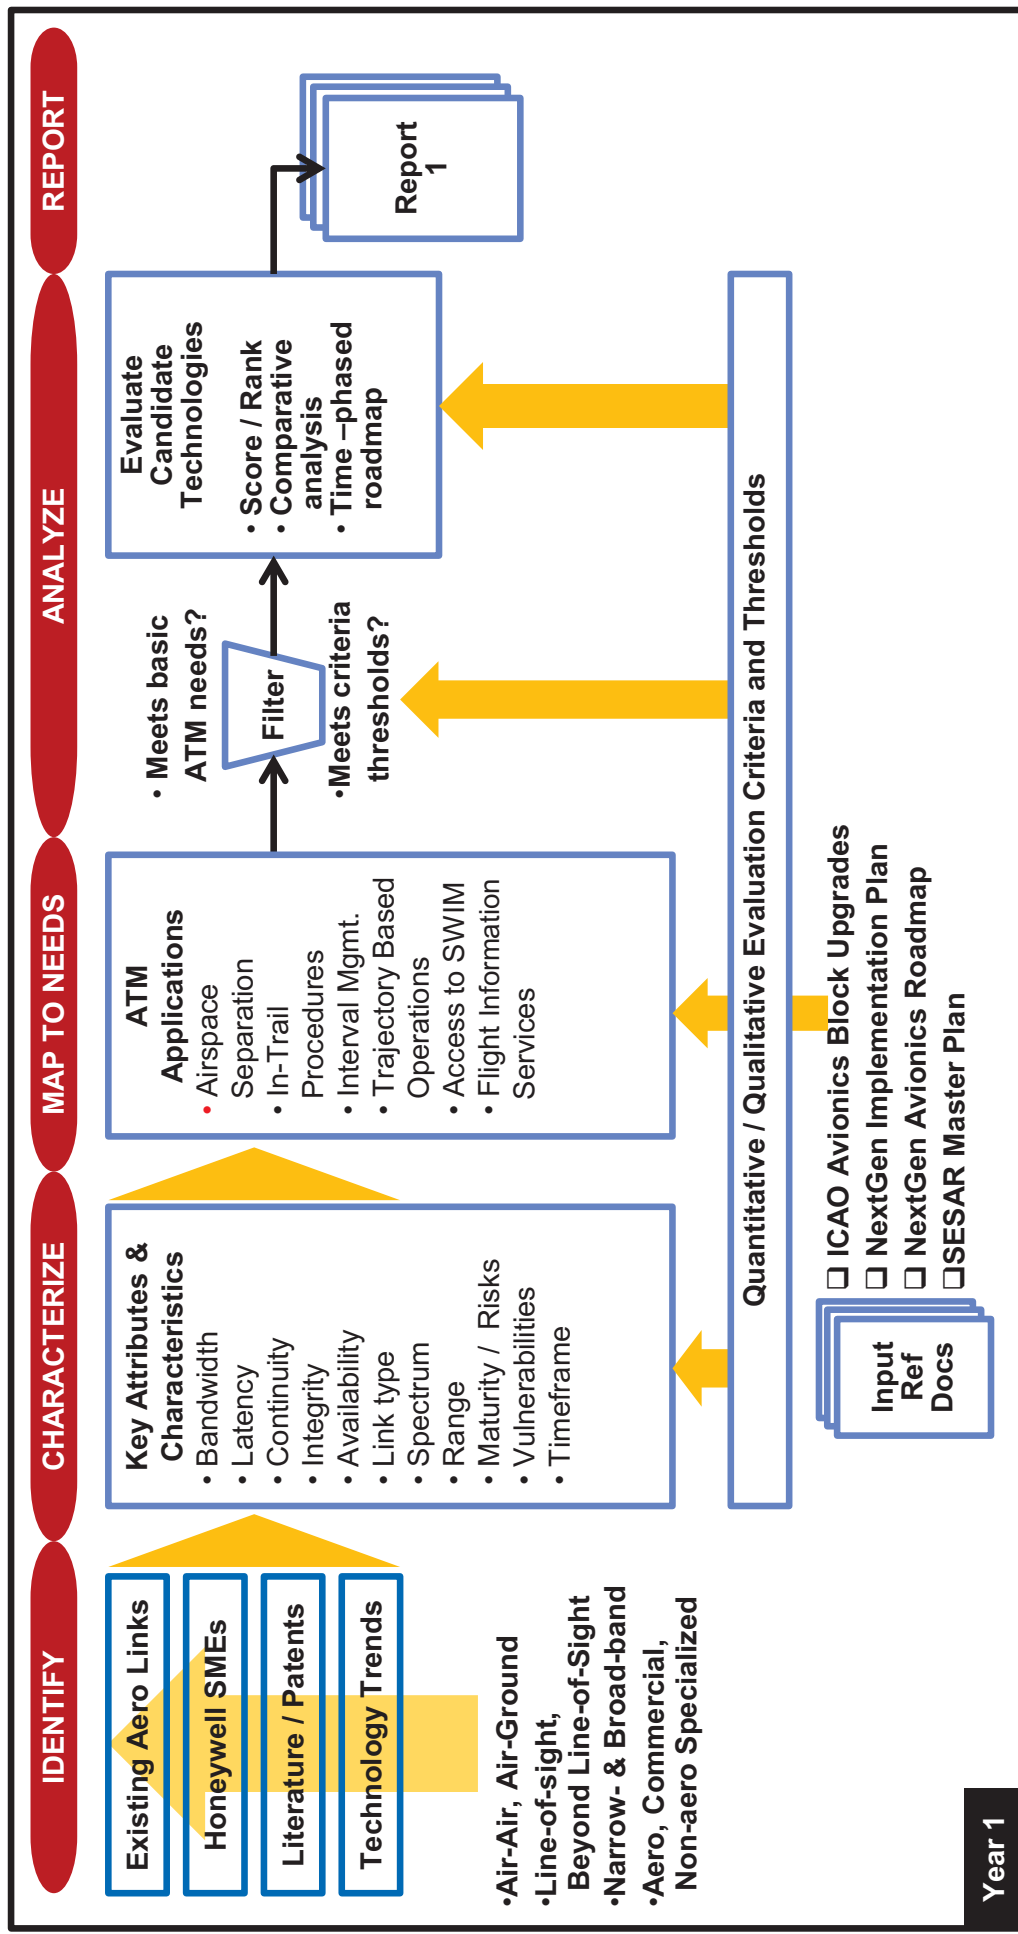 IDENTIFY
CHARACTERIZE
MAP TO NEEDS
ANALYZE
REPORT
Existing Aero Links
Honeywell SMEs
Literature / Patents
Technology Trends
•Air-Air, Air-Ground
•Line-of-sight,
Beyond Line-of-Sight
•Narrow- & Broad-band
•Aero, Commercial,
Non-aero Specialized
Key Attributes &
Characteristics
• Bandwidth
• Latency
• Continuity
• Integrity
• Availability
• Link type
• Spectrum
• Range
• Maturity / Risks
• Vulnerabilities
• Timeframe
ATM
Applications
• Airspace
Separation
• In-Trail
Procedures
• Interval Mgmt.
• Trajectory Based
Operations
• Access to SWIM
• Flight Information
Services
• Meets basic
ATM needs?
Filter
•Meets criteria
thresholds?
Evaluate
Candidate
Technologies
• Score / Rank
• Comparative
analysis
• Time –phased
roadmap
Report
1
Quantitative / Qualitative Evaluation Criteria and Thresholds
Input
Ref
Docs
❑ ICAO Avionics Block Upgrades
❑ NextGen Implementation Plan
❑ NextGen Avionics Roadmap
❑SESAR Master Plan
Year 1